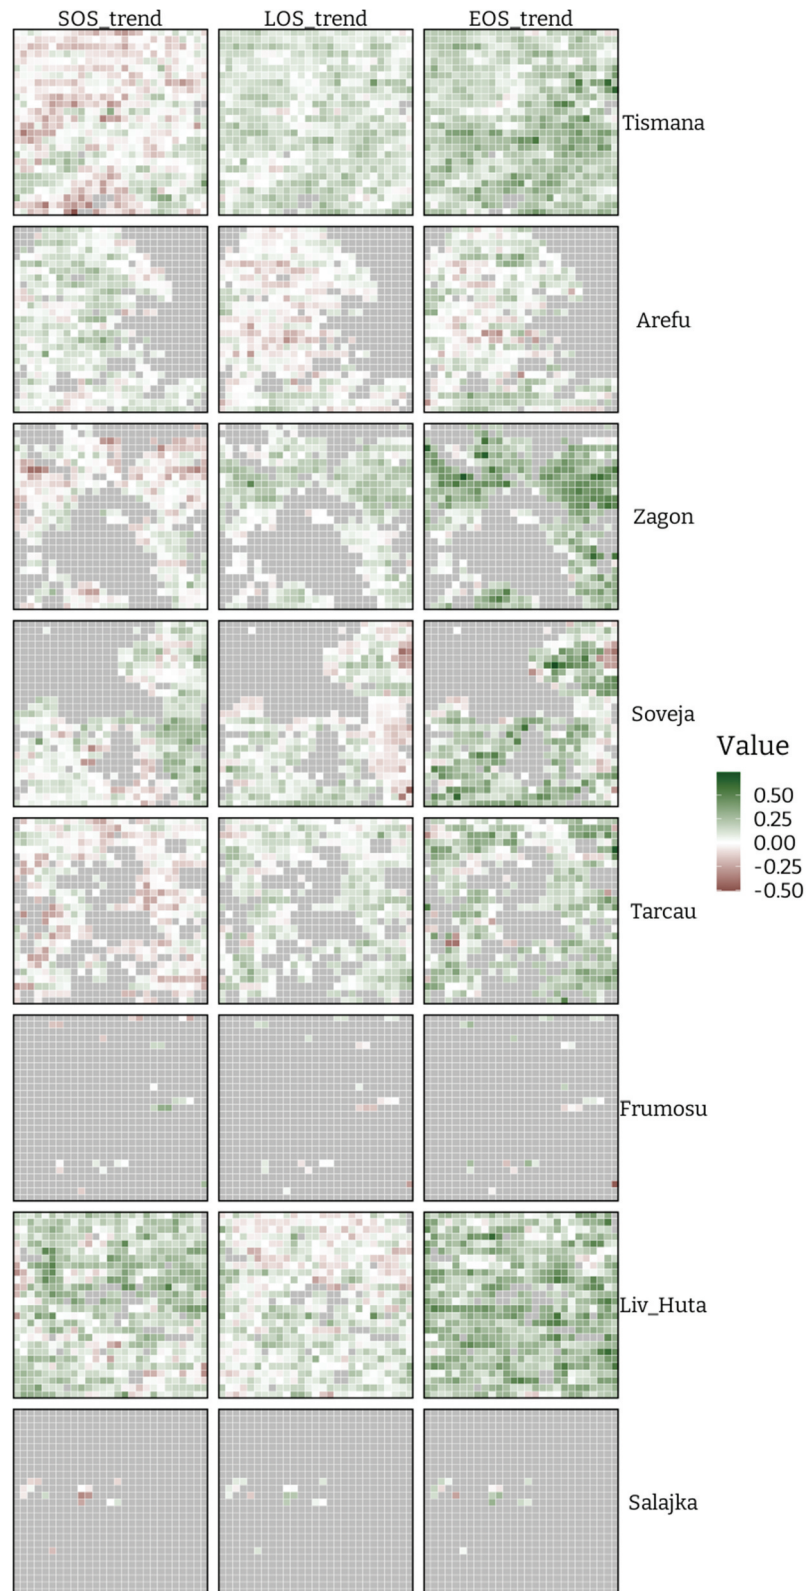 SOS_trend LOS_trend EOS_trend
Tismana
Arefu
Zagon
Soveja
Value
0.50
0.25
0.00
-0.25
-0.50
Tarcau
Frumosu
Liv_Huta
Salajka